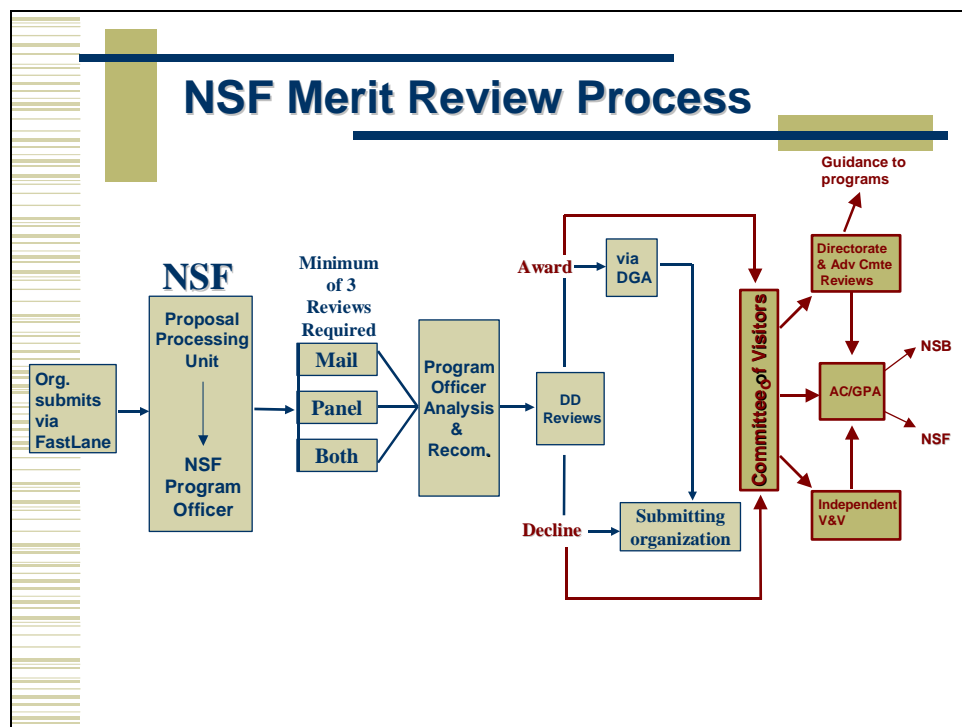 NSF Merit Review Process
Org.
submits
via
FastLane
NSF
Proposal
Processing
Unit
NSF
Program
Officer
Minimum
of 3
Reviews
Required
Mail
Panel
Both
Program
Officer
Analysis
&
Recom.
DD
Reviews
Award
via
DGA
Decline
Submitting
organization
Committee of Visitors
Guidance to
programs
Directorate
& Adv Cmte
Reviews
AC/GPA
NSB
NSF
Independent
V&V